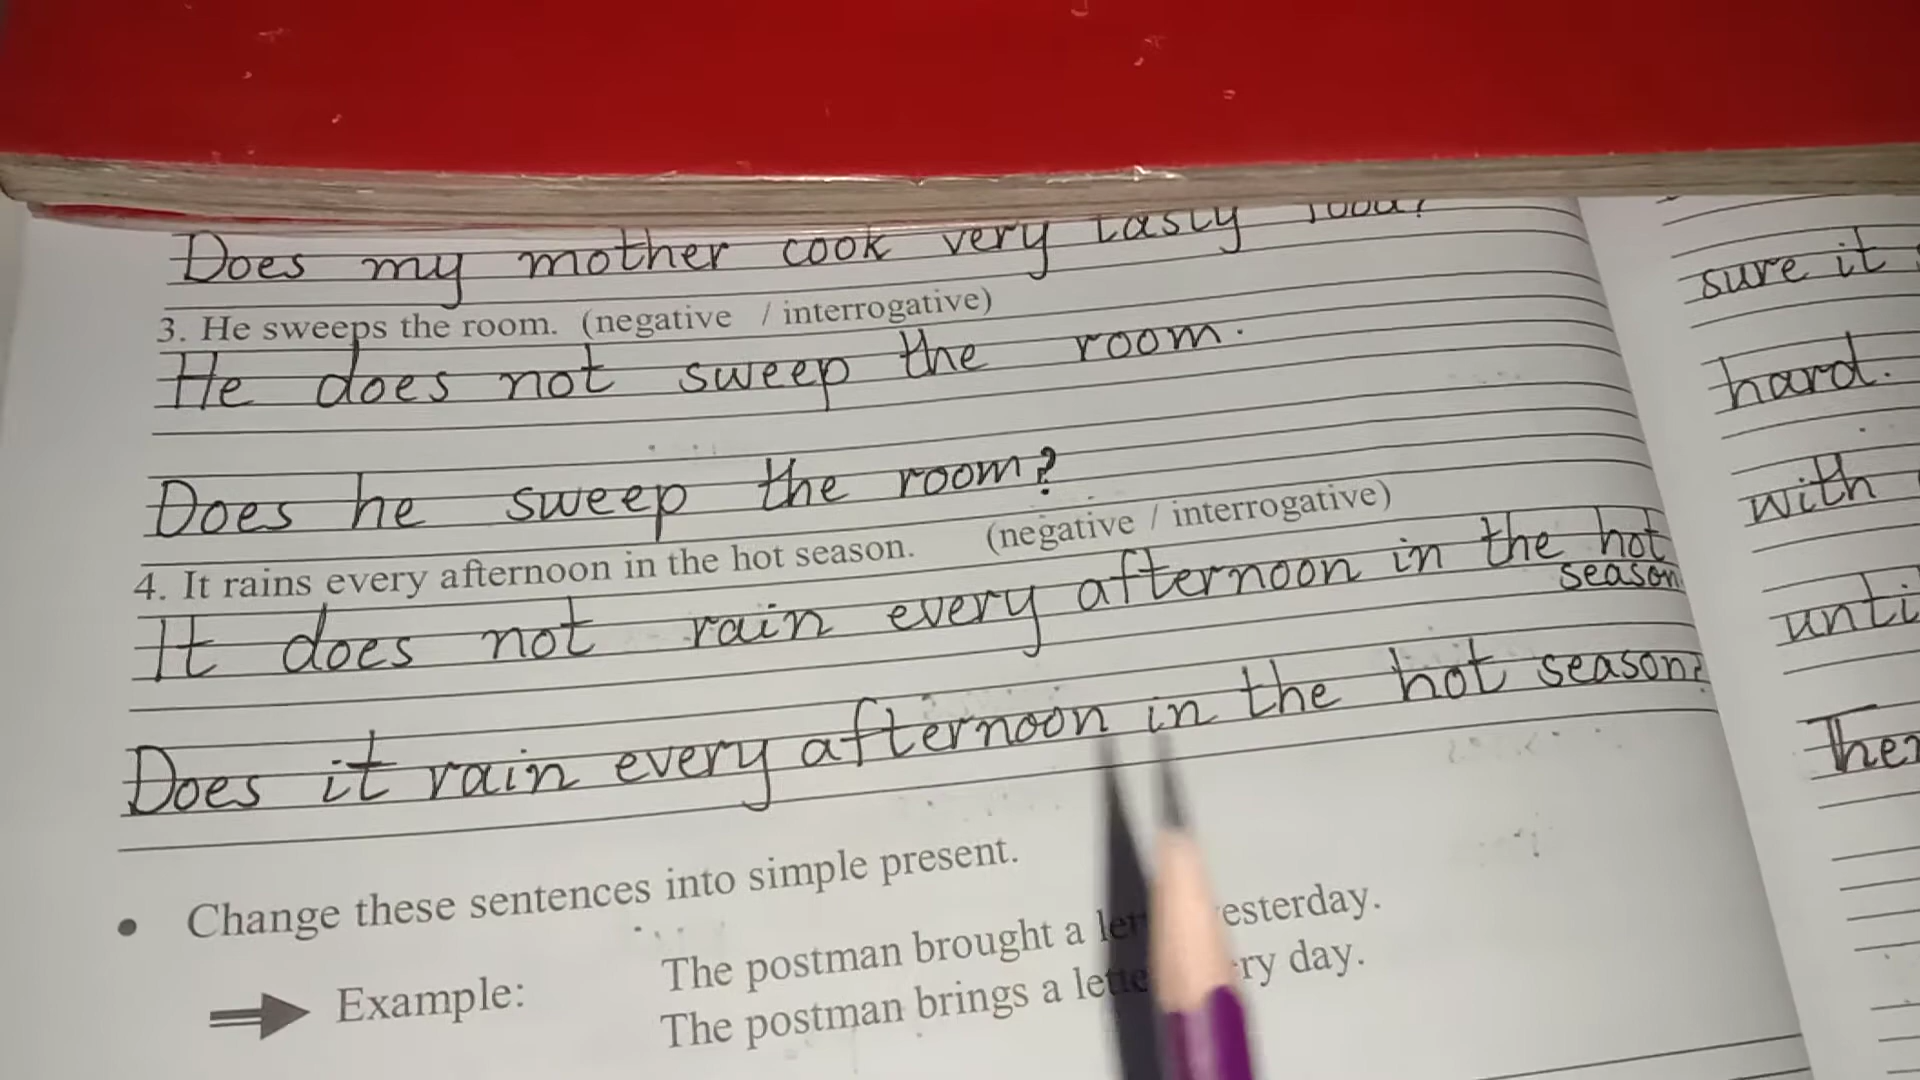 Does my mother cook very tasty food?
3. He sweeps the room. (negative / interrogative)
He does not sweep the room.
Does he sweep the room?
4. It rains every afternoon in the hot season. (negative / interrogative)
It does not rain every afternoon in the hot
season
Does it rain every afternoon in the hot season?
• Change these sentences into simple present.
Example: The postman brought a yesterday.
The postman brings a day.
sure it
hard.
with